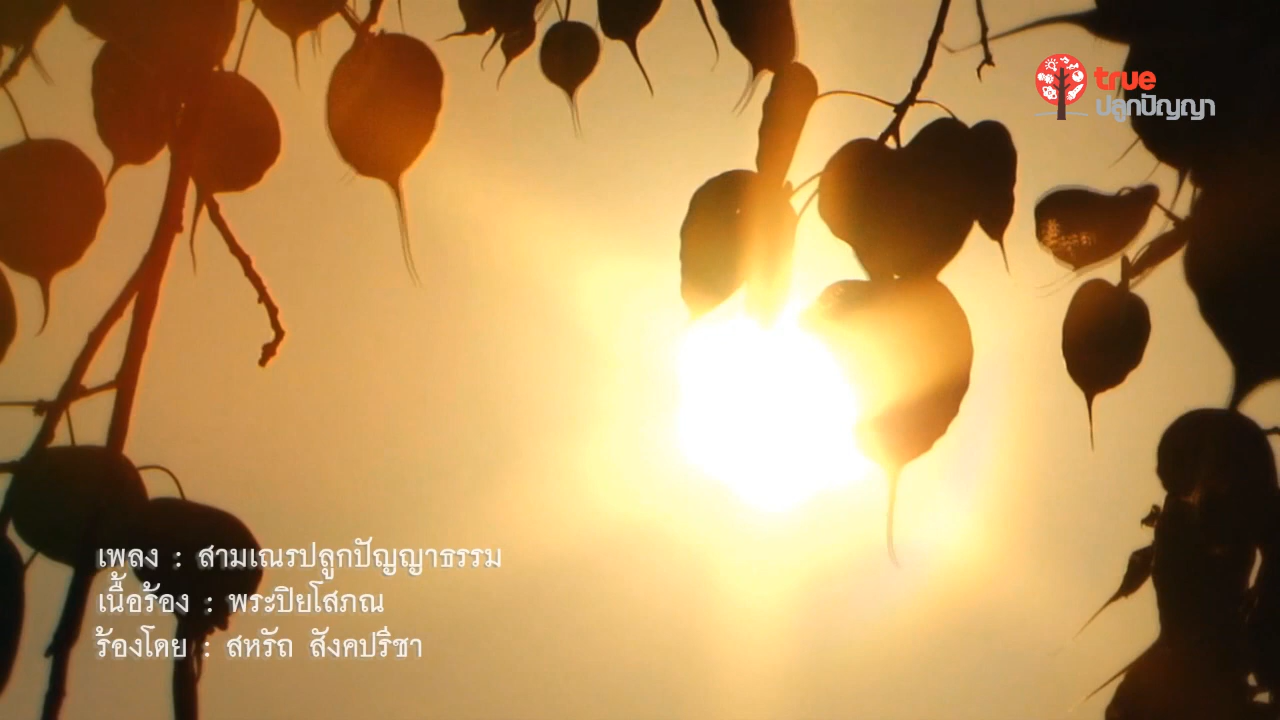 true
ปลูกปัญญา
เพลง : สามเณรปลูกปัญญาธรรม
เนื้อร้อง : พระปิยโสภณ
ร้องโดย : สหรัถ สังคปรีชา